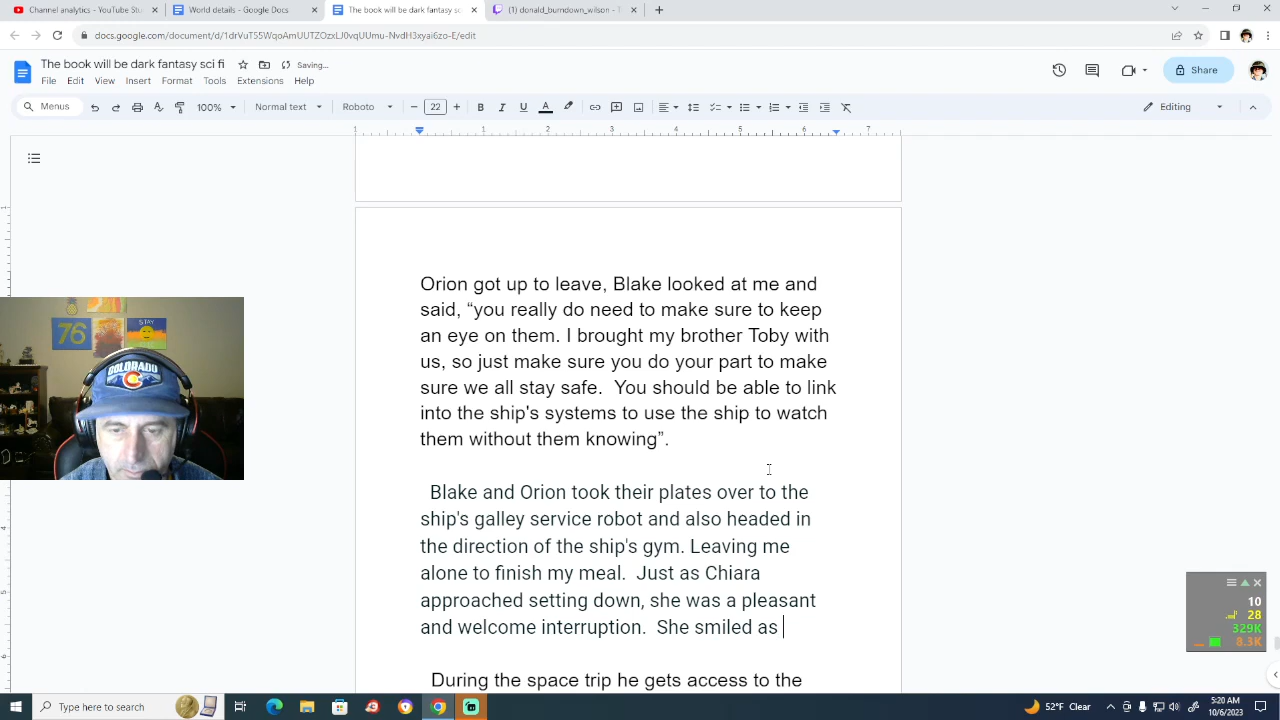 Channel analytics - YouTube Stu
World details - Google Docs
The book will be dark fantasy sc
(1) donald_burndown_wilson - T
docs.google.com/document/d/1drVuT55WqoAmUUTZOzxLJ0vqUUmu-NvdH3xyai6zo-E/edit
The book will be dark fantasy sci fi
Saving...
File Edit View Insert Format Tools Extensions Help
Share
Menus
100%
Normal text
Roboto
22
B I U A
Editing
1 1 2 3 4 5 6 7
Orion got up to leave, Blake looked at me and
said, “you really do need to make sure to keep
an eye on them. I brought my brother Toby with
us, so just make sure you do your part to make
sure we all stay safe.  You should be able to link
into the ship's systems to use the ship to watch
them without them knowing”.
Blake and Orion took their plates over to the
ship's galley service robot and also headed in
the direction of the ship's gym. Leaving me
alone to finish my meal.  Just as Chiara
approached setting down, she was a pleasant
and welcome interruption.  She smiled as
During the space trip he gets access to the
76
STAY
COLORADO
10
28
329K
8.3K
Type here to search
52°F Clear
5:20 AM
10/6/2023